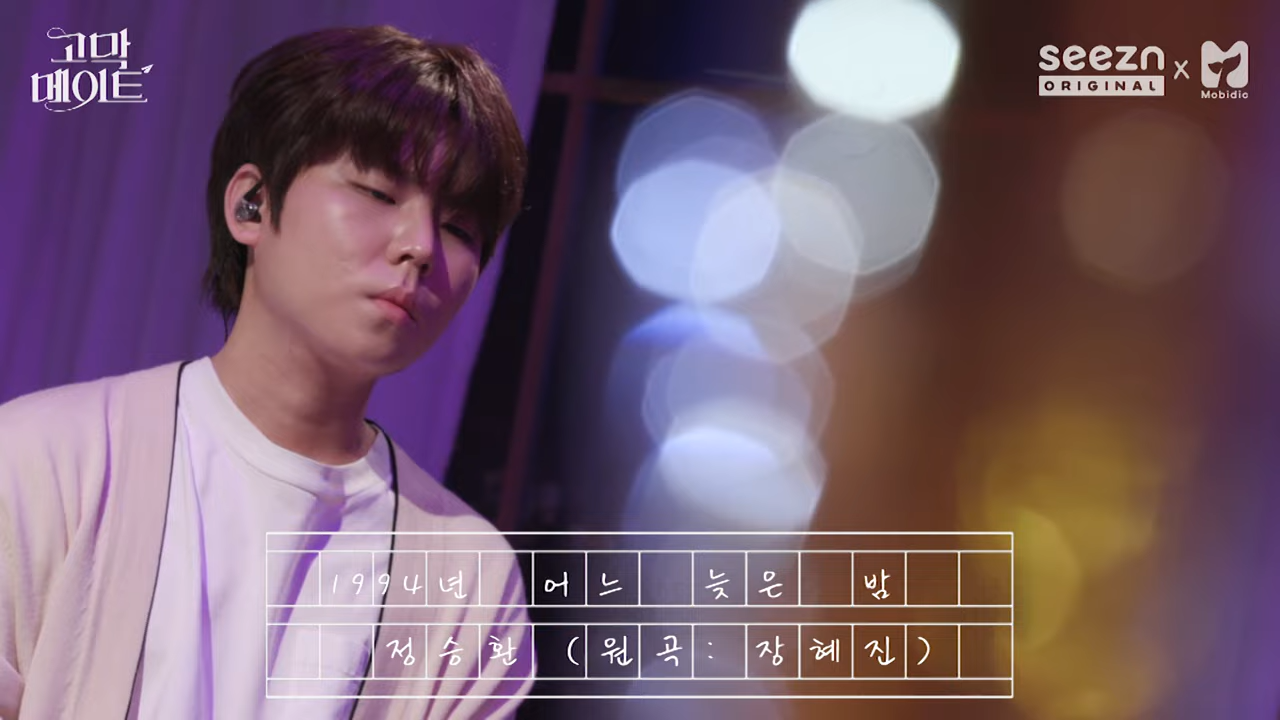 고막
메이트
seezn
ORIGINAL
X
Mobidic
1994년 어느 늦은 밤
정승환 (원곡: 장혜진)